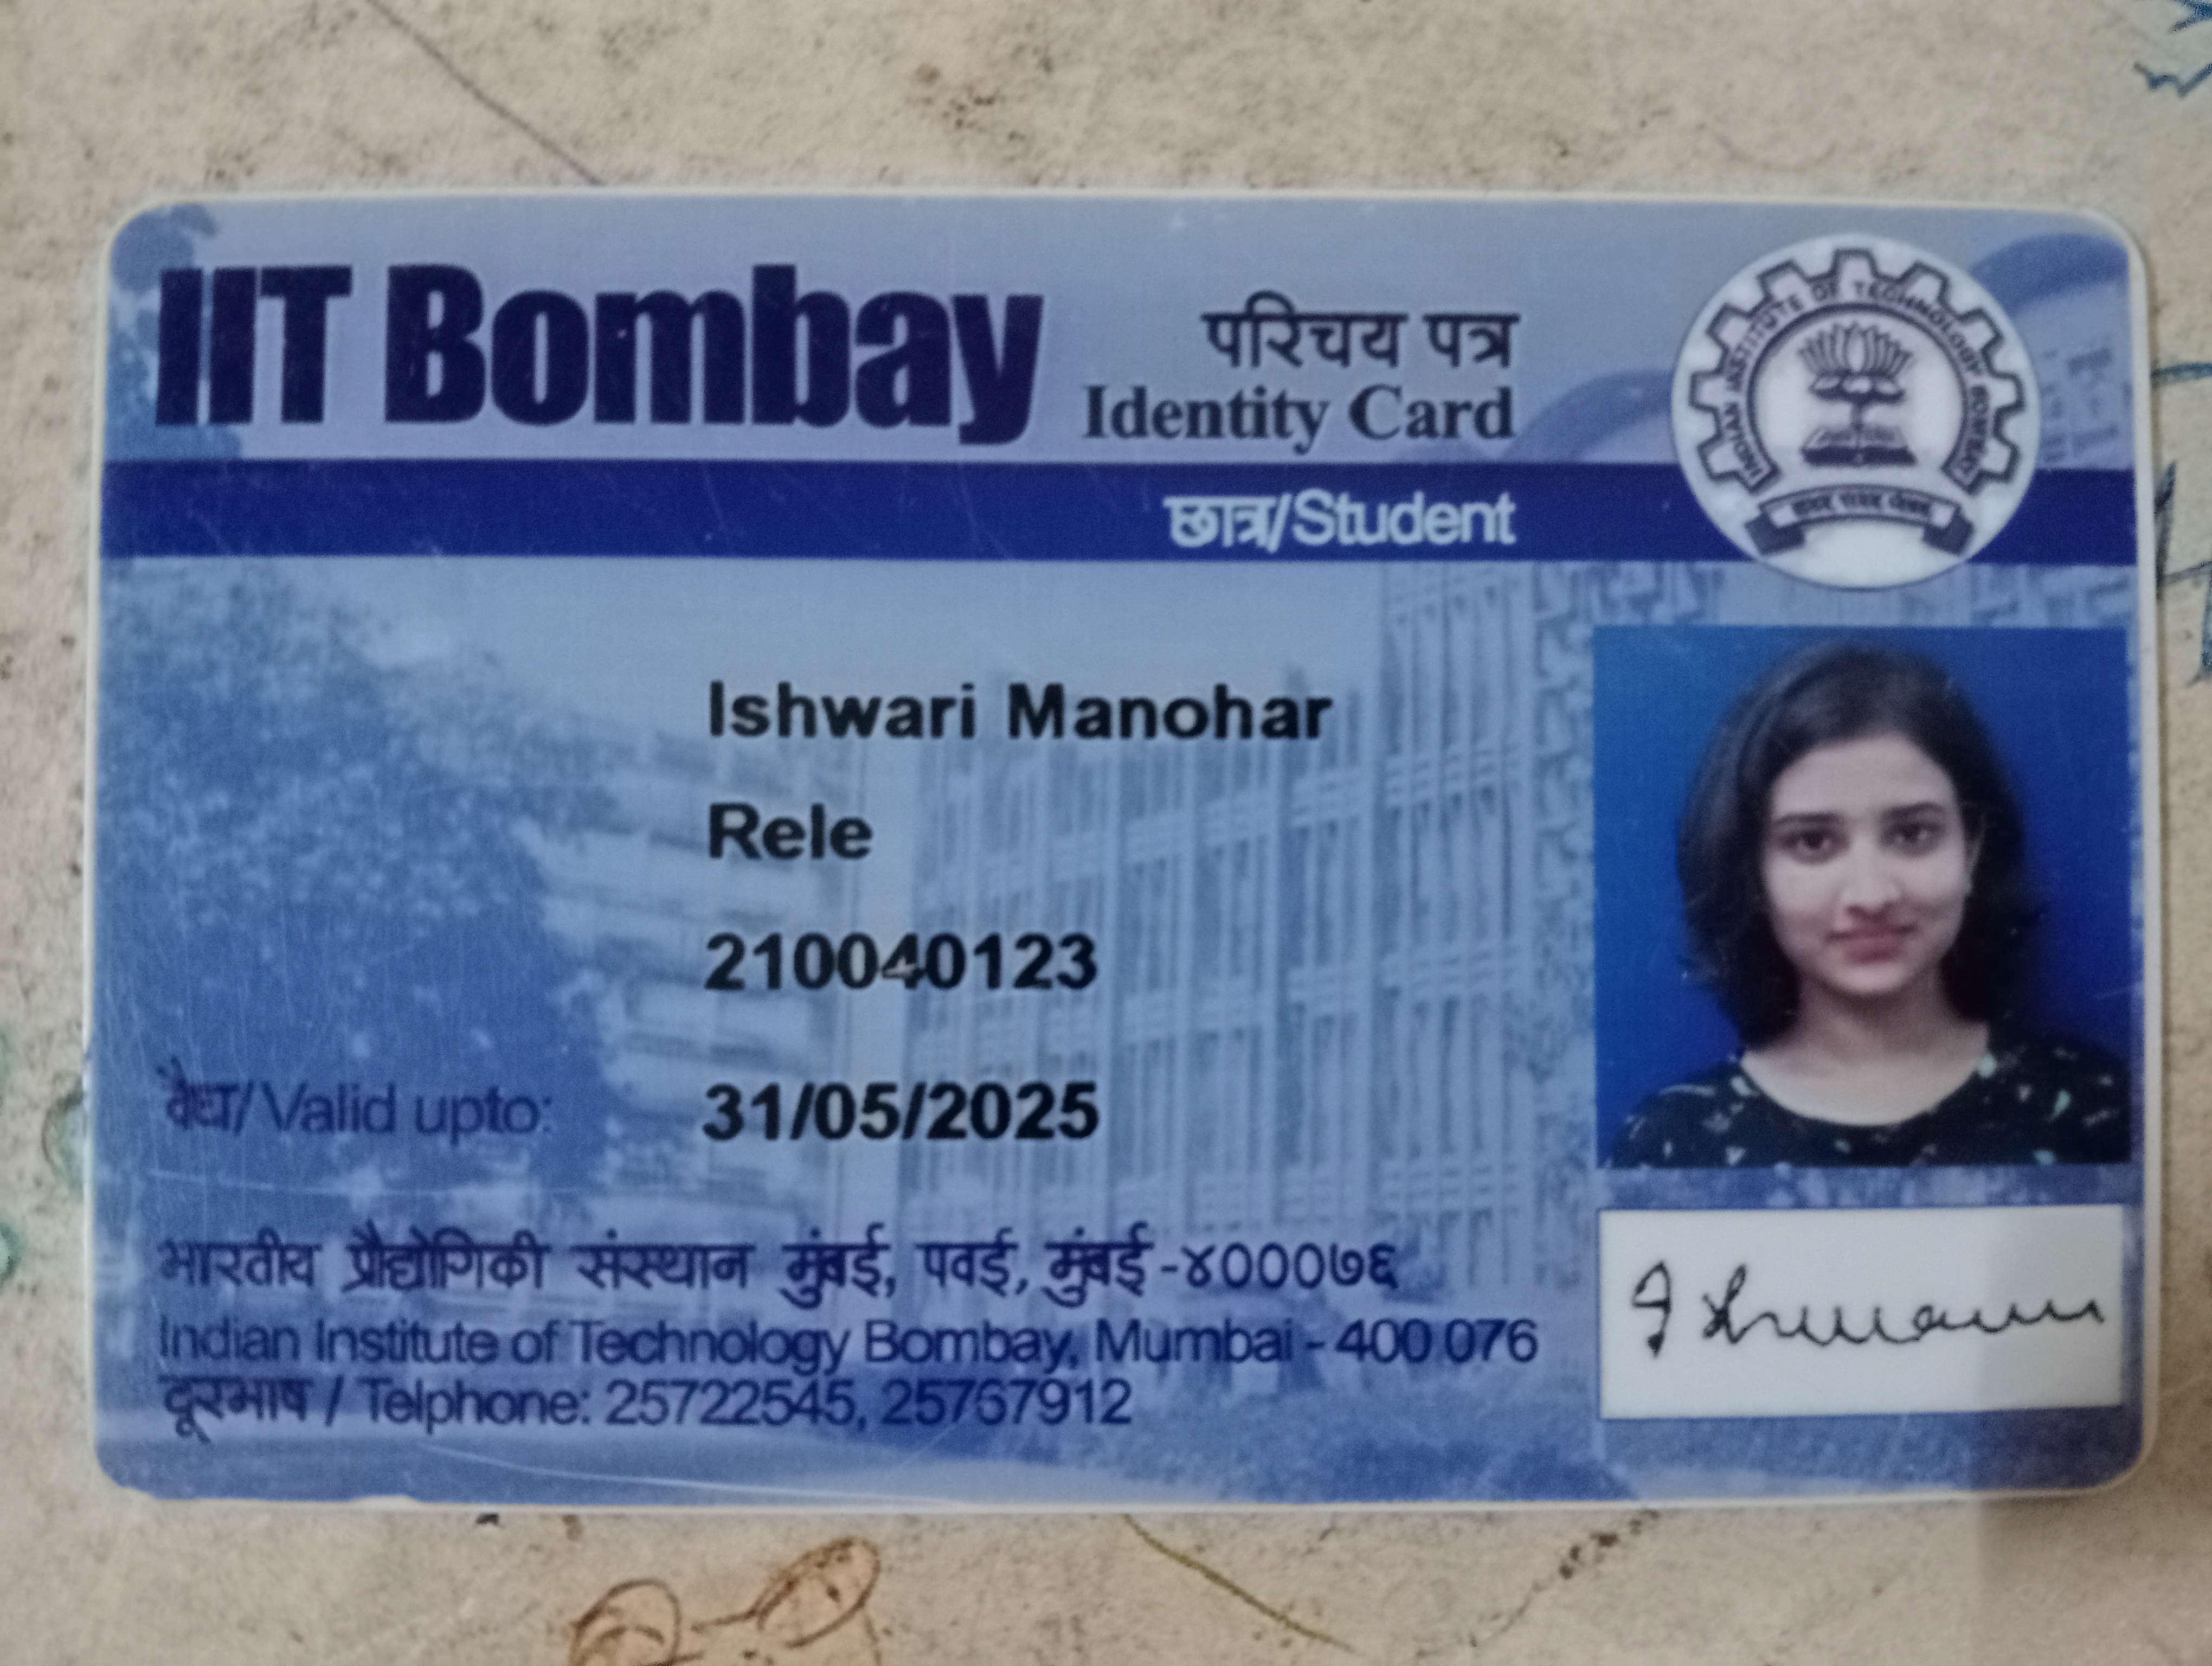 IIT Bombay
परिचय पत्र
Identity Card
INDIAN INSTITUTE OF TECHNOLOGY BOMBAY
छात्र/Student
Ishwari Manohar
Rele
210040123
वैध/Valid upto: 31/05/2025
भारतीय प्रौद्योगिकी संस्थान मुंबई, पवई, मुंबई -४०००७६
Indian Institute of Technology Bombay, Mumbai - 400 076
दूरभाष / Telphone: 25722545, 25767912